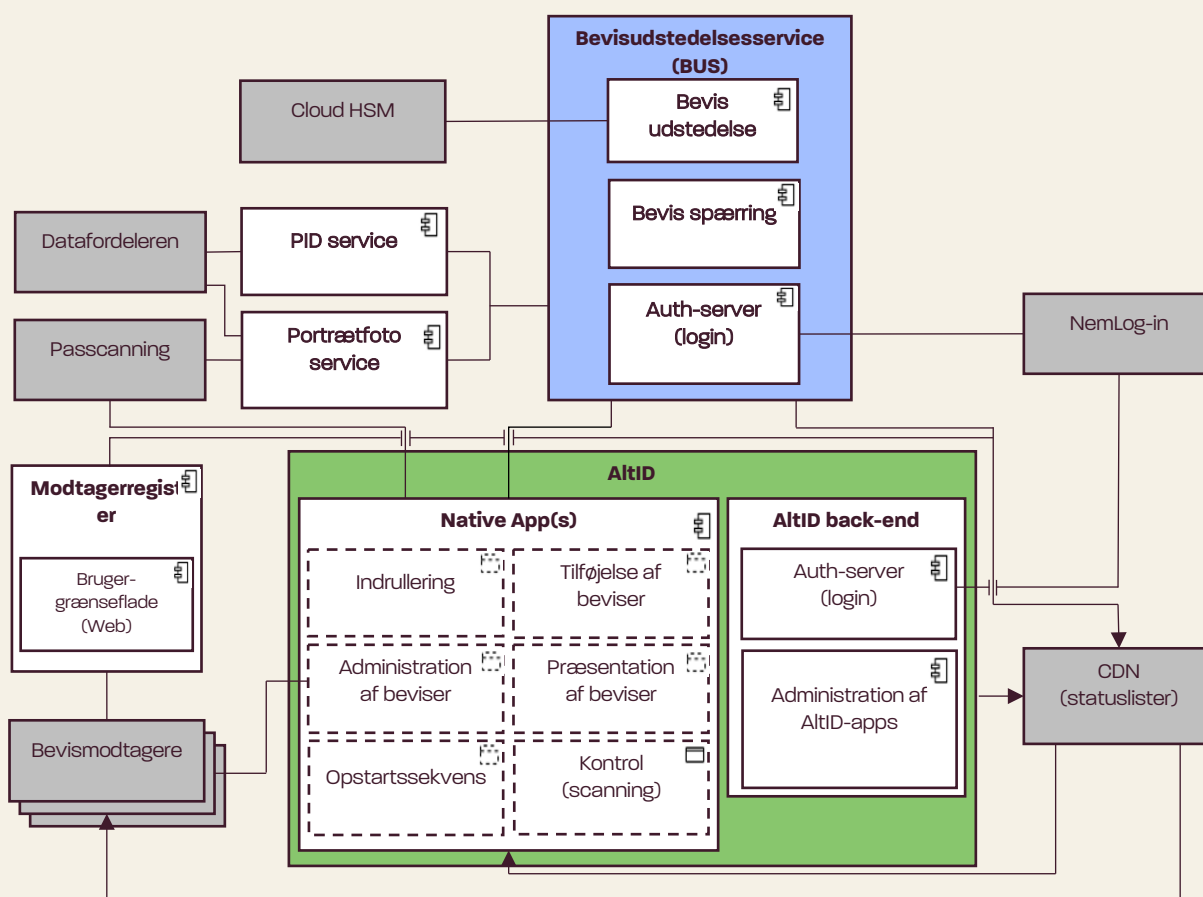 Bevisudstedelsesservice
(BUS)
Bevis
udstedelse
Cloud HSM
Bevis spærring
Datafordeleren
PID service
Auth-server
(login)
NemLog-in
Passcanning
Portrætfoto
service
AltID
Modtagerregist
er
Bruger-
grænseflade
(Web)
Native App(s)
Indrullering
Tilføjelse af
beviser
Administration
af beviser
Præsentation
af beviser
Opstartssekvens
Kontrol
(scanning)
AltID back-end
Auth-server
(login)
Administration af
AltID-apps
CDN
(statuslister)
Bevismodtagere